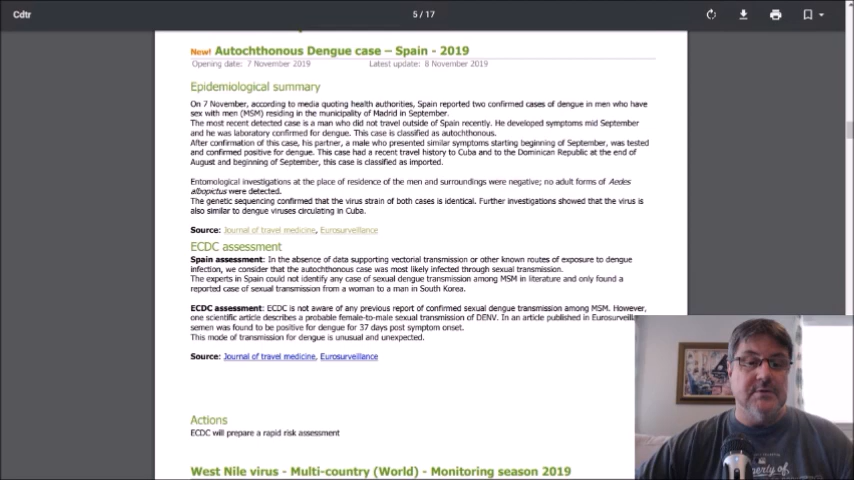 Cdtr
5 / 17
New! Autochthonous Dengue case – Spain - 2019
Opening date: 7 November 2019 Latest update: 8 November 2019
Epidemiological summary
On 7 November, according to media quoting health authorities, Spain reported two confirmed cases of dengue in men who have
sex with men (MSM) residing in the municipality of Madrid in September.
The most recent detected case is a man who did not travel outside of Spain recently. He developed symptoms mid September
and he was laboratory confirmed for dengue. This case is classified as autochthonous.
After confirmation of this case, his partner, a male who presented similar symptoms starting beginning of September, was tested
and confirmed positive for dengue. This case had a recent travel history to Cuba and to the Dominican Republic at the end of
August and beginning of September, this case is classified as imported.
Entomological investigations at the place of residence of the men and surroundings were negative; no adult forms of Aedes
albopictus were detected.
The genetic sequencing confirmed that the virus strain of both cases is identical. Further investigations showed that the virus is
also similar to dengue viruses circulating in Cuba.
Source: Journal of travel medicine, Eurosurveillance
ECDC assessment
Spain assessment: In the absence of data supporting vectorial transmission or other known routes of exposure to dengue
infection, we consider that the autochthonous case was most likely infected through sexual transmission.
The experts in Spain could not identify any case of sexual dengue transmission among MSM in literature and only found a
reported case of sexual transmission from a woman to a man in South Korea.
ECDC assessment: ECDC is not aware of any previous report of confirmed sexual dengue transmission among MSM. However,
one scientific article describes a probable female-to-male sexual transmission of DENV. In an article published in Eurosurveill
semen was found to be positive for dengue for 37 days post symptom onset.
This mode of transmission for dengue is unusual and unexpected.
Source: Journal of travel medicine, Eurosurveillance
Actions
ECDC will prepare a rapid risk assessment
West Nile virus - Multi-country (World) - Monitoring season 2019